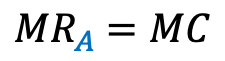 MR_A = MC